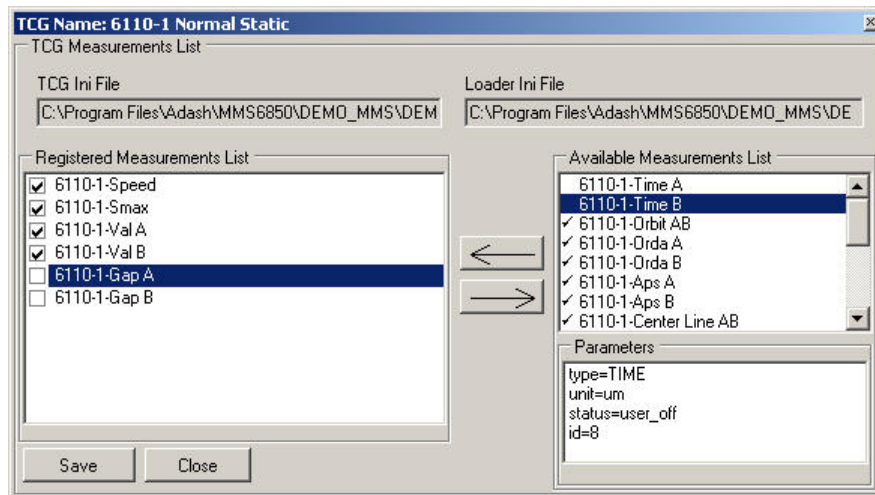 TCG Name: 6110-1 Normal Static
TCG Measurements List
TCG Ini File
Loader Ini File
C:\Program Files\Adash\MMS6850\DEMO_MMS\DEM
C:\Program Files\Adash\MMS6850\DEMO_MMS\DE
Registered Measurements List
6110-1-Speed
6110-1-Smax
6110-1-Val A
6110-1-Val B
6110-1-Gap A
6110-1-Gap B
Available Measurements List
6110-1-Time A
6110-1-Time B
6110-1-Orbit AB
6110-1-Orda A
6110-1-Orda B
6110-1-Aps A
6110-1-Aps B
6110-1-Center Line AB
Parameters
type=TIME
unit=um
status=user_off
id=8
Save
Close